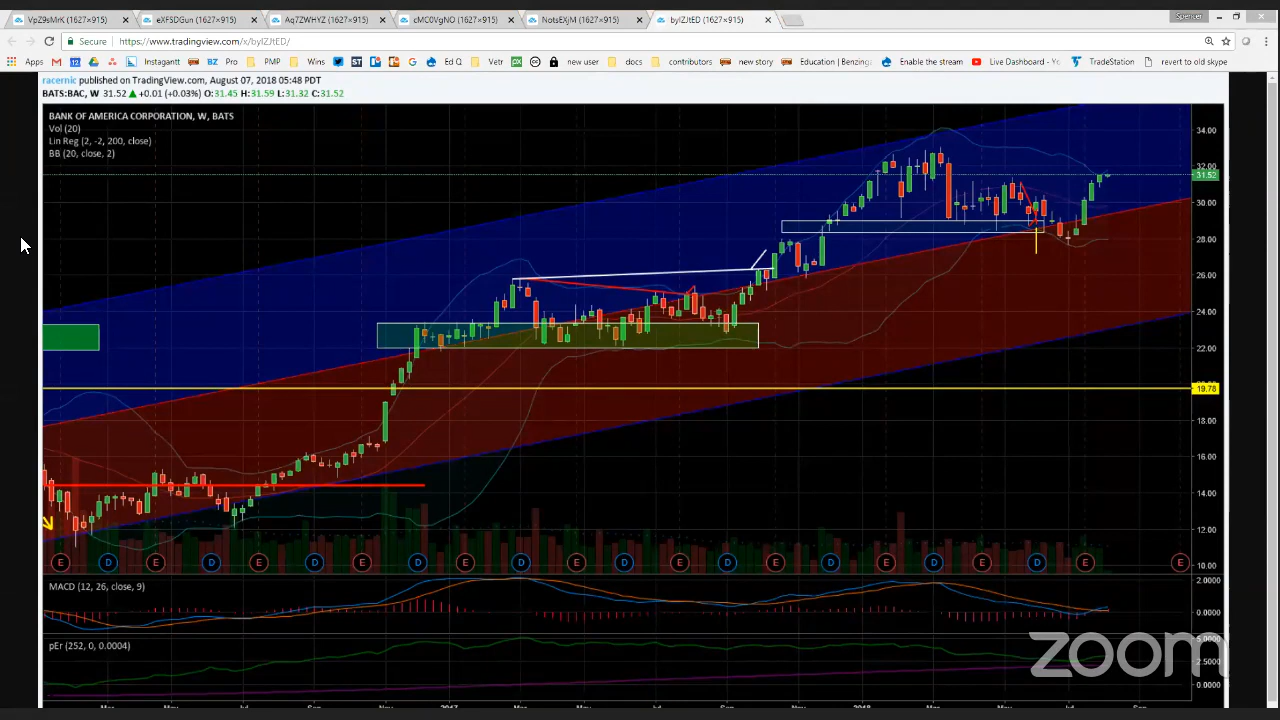 VpZ9sMrK (1627×915)
eXFSDGun (1627×915)
Aq7ZWHYZ (1627×915)
cMC0VgNO (1627×915)
NotsEXjM (1627×915)
byIZJtED (1627×915)
Spencer
Secure
https://www.tradingview.com/x/byIZJtED/
Apps
Instagantt
Pro
PMP
Wins
Ed Q
Vetr
new user
docs
contributors
new story
Education | Benzing
Enable the stream
Live Dashboard - Yo
TradeStation
revert to old skype
racernic published on TradingView.com, August 07, 2018 05:48 PDT
BATS:BAC, W 31.52 ▲ +0.01 (+0.03%) O:31.45 H:31.59 L:31.32 C:31.52
BANK OF AMERICA CORPORATION, W, BATS
Vol (20)
Lin Reg (2, -2, 200, close)
BB (20, close, 2)
34.00
32.00
31.52
30.00
28.00
26.00
24.00
22.00
19.78
18.00
16.00
14.00
12.00
10.00
E D E D E D E D E D E D E D E D E D E D E D E E
MACD (12, 26, close, 9)
2.0000
0.0000
pEr (252, 0, 0.0004)
5.0000
2.5000
0.0000
zoom
2017
2018